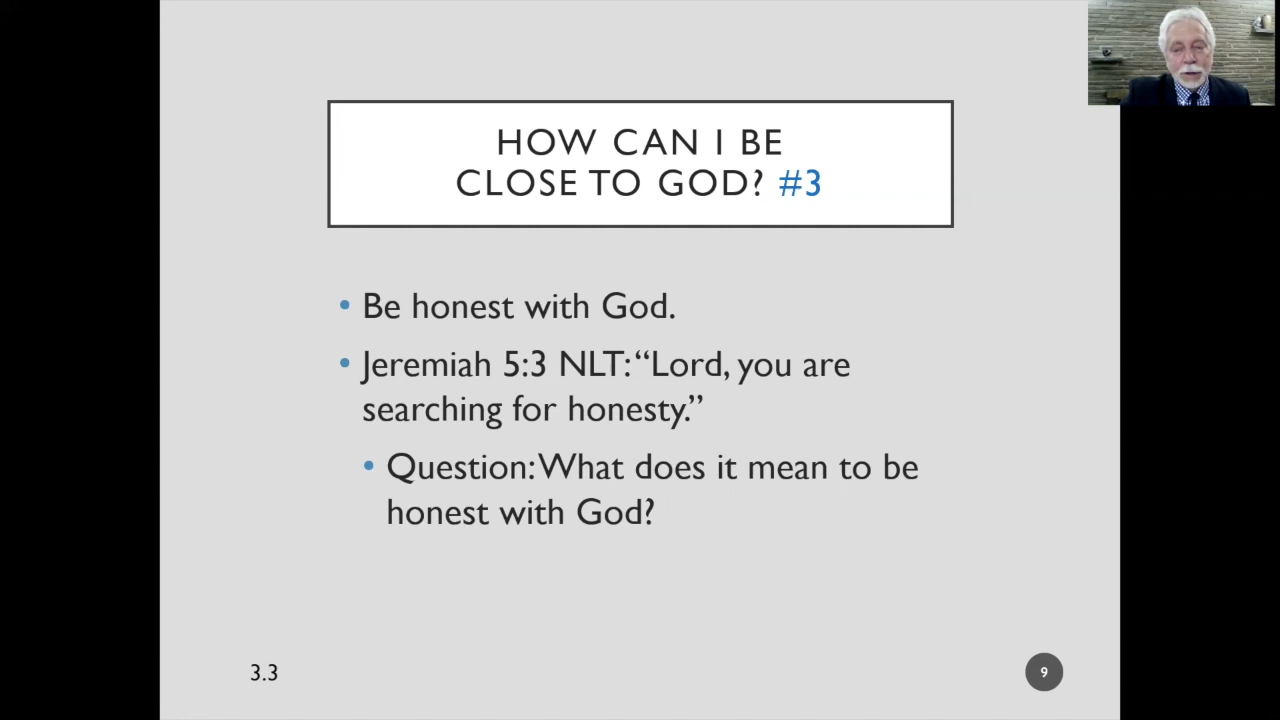 HOW CAN I BE
CLOSE TO GOD? #3
• Be honest with God.
• Jeremiah 5:3 NLT: “Lord, you are
searching for honesty.”
• Question: What does it mean to be
honest with God?
3.3
9